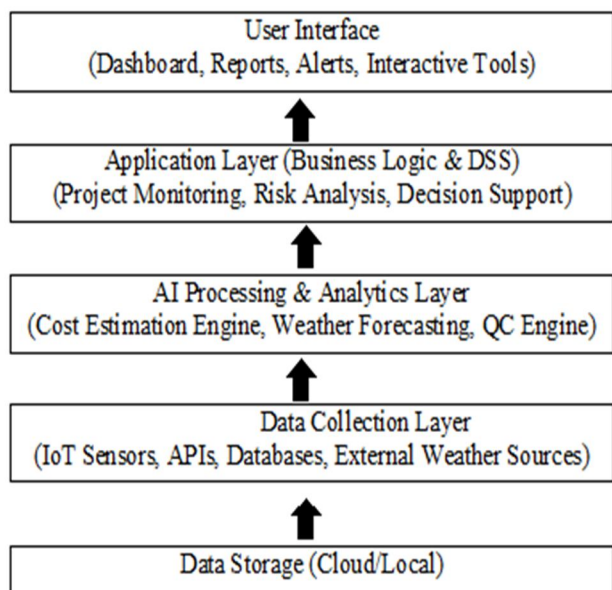 User Interface
(Dashboard, Reports, Alerts, Interactive Tools)
Application Layer (Business Logic & DSS)
(Project Monitoring, Risk Analysis, Decision Support)
AI Processing & Analytics Layer
(Cost Estimation Engine, Weather Forecasting, QC Engine)
Data Collection Layer
(IoT Sensors, APIs, Databases, External Weather Sources)
Data Storage (Cloud/Local)